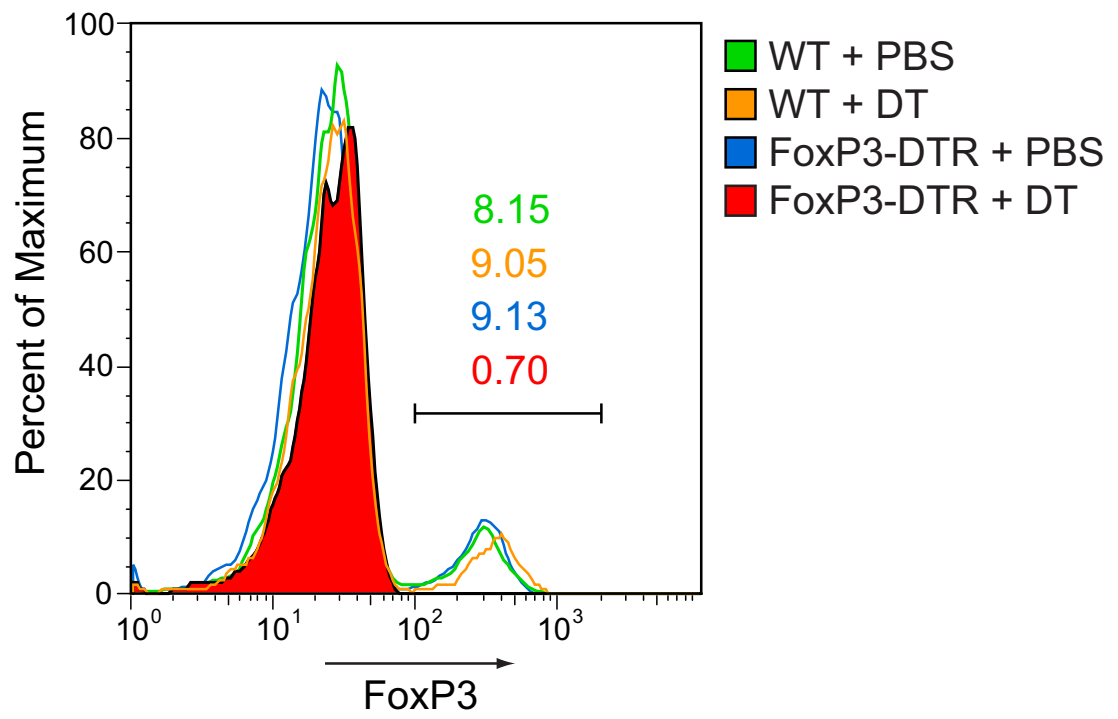 100
80
60
40
20
0
Percent of Maximum
8.15
9.05
9.13
0.70
10⁰ 10¹ 10² 10³
FoxP3
WT + PBS
WT + DT
FoxP3-DTR + PBS
FoxP3-DTR + DT